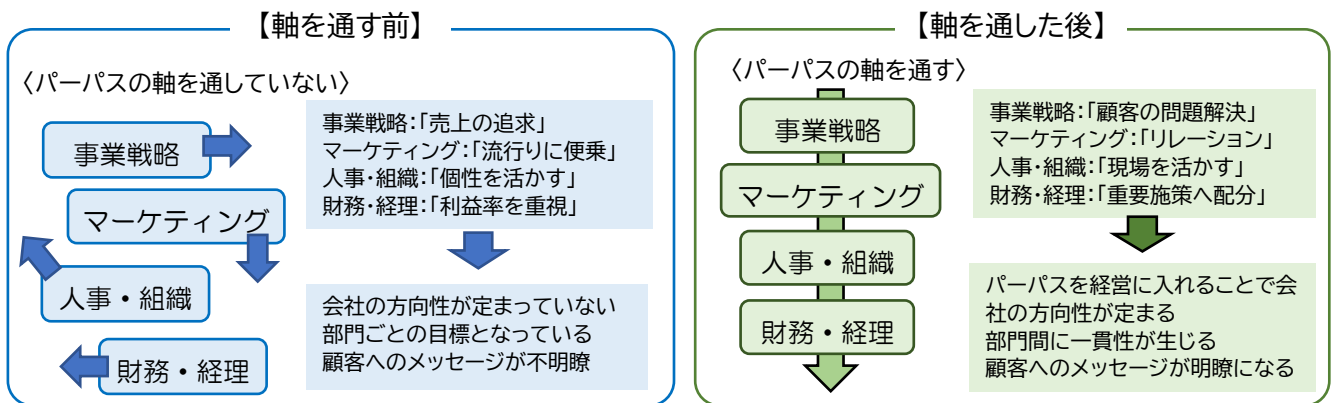 【軸を通す前】
〈パーパスの軸を通していない〉
事業戦略
マーケティング
人事・組織
財務・経理
事業戦略:「売上の追求」
マーケティング:「流行りに便乗」
人事・組織:「個性を活かす」
財務・経理:「利益率を重視」
会社の方向性が定まっていない
部門ごとの目標となっている
顧客へのメッセージが不明瞭
【軸を通した後】
〈パーパスの軸を通す〉
事業戦略
マーケティング
人事・組織
財務・経理
事業戦略:「顧客の問題解決」
マーケティング:「リレーション」
人事・組織:「現場を活かす」
財務・経理:「重要施策へ配分」
パーパスを経営に入れることで会
社の方向性が定まる
部門間に一貫性が生じる
顧客へのメッセージが明瞭になる